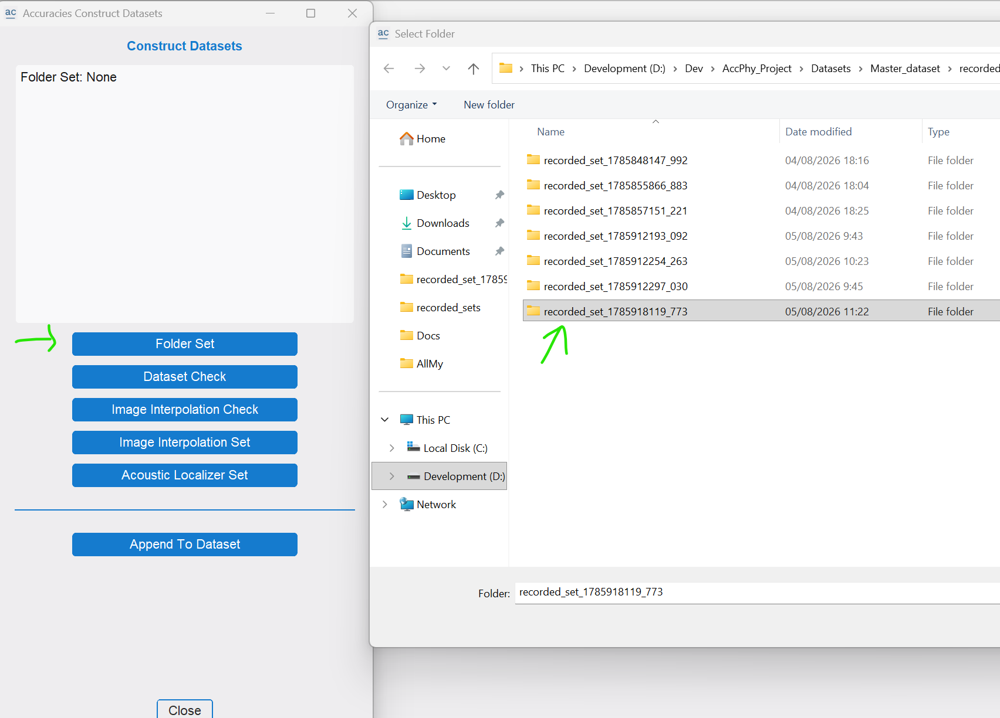 ac Accuracies Construct Datasets
Construct Datasets
Folder Set: None
Folder Set
Dataset Check
Image Interpolation Check
Image Interpolation Set
Acoustic Localizer Set
Append To Dataset
Close
ac Select Folder
This PC > Development (D:) > Dev > AccPhy_Project > Datasets > Master_dataset > recorded
Organize New folder
Home
Desktop
Downloads
Documents
recorded_set_17859
recorded_sets
Docs
AllMy
This PC
Local Disk (C:)
Development (D:)
Network
Name Date modified Type
recorded_set_1785848147_992 04/08/2026 18:16 File folder
recorded_set_1785855866_883 04/08/2026 18:04 File folder
recorded_set_1785857151_221 04/08/2026 18:25 File folder
recorded_set_1785912193_092 05/08/2026 9:43 File folder
recorded_set_1785912254_263 05/08/2026 10:23 File folder
recorded_set_1785912297_030 05/08/2026 9:45 File folder
recorded_set_1785918119_773 05/08/2026 11:22 File folder
Folder: recorded_set_1785918119_773